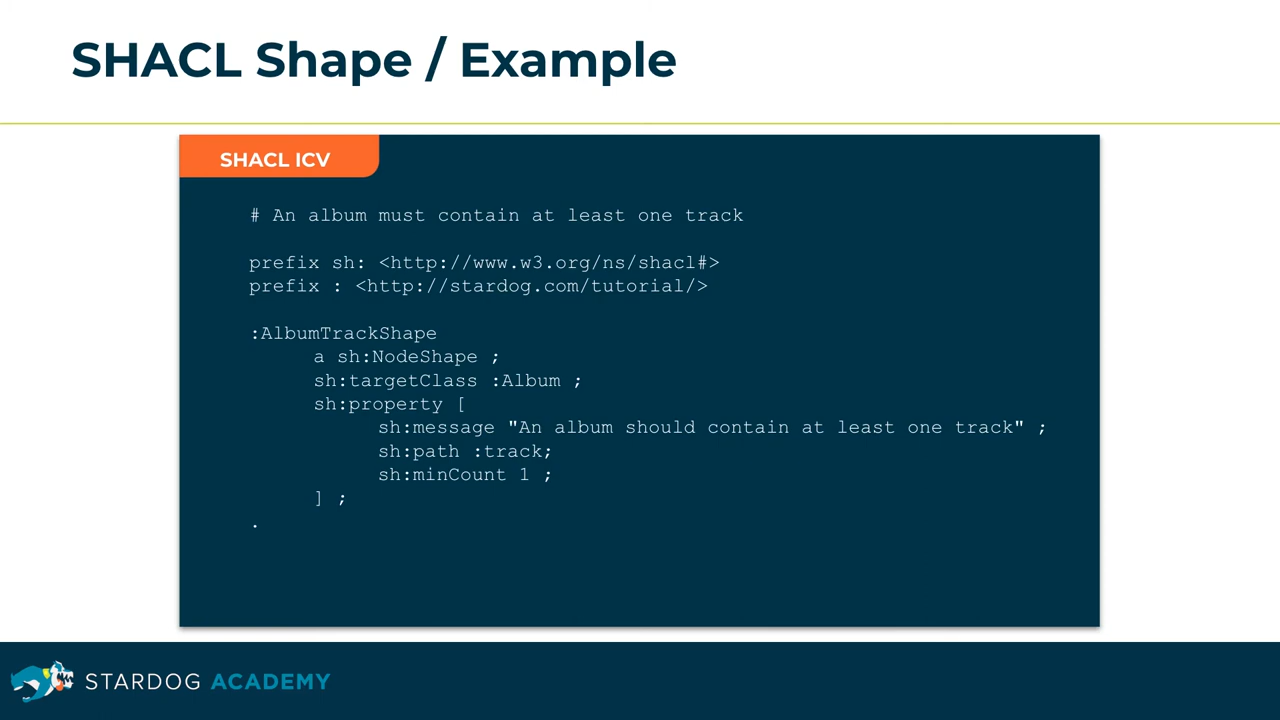 SHACL Shape / Example
SHACL ICV
# An album must contain at least one track
prefix sh: <http://www.w3.org/ns/shacl#>
prefix : <http://stardog.com/tutorial/>
:AlbumTrackShape
a sh:NodeShape ;
sh:targetClass :Album ;
sh:property [
sh:message "An album should contain at least one track" ;
sh:path :track;
sh:minCount 1 ;
] ;
.
STARDOG ACADEMY